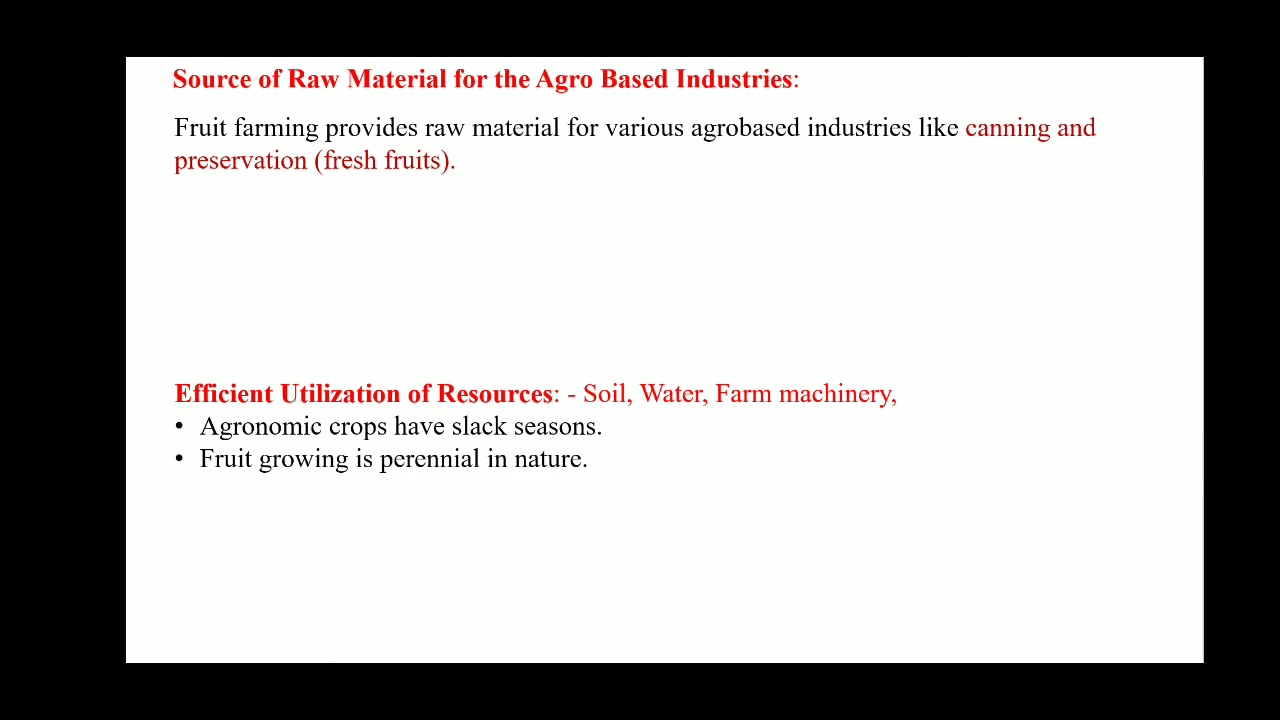 Source of Raw Material for the Agro Based Industries:
Fruit farming provides raw material for various agrobased industries like canning and
preservation (fresh fruits).
Efficient Utilization of Resources: - Soil, Water, Farm machinery,
• Agronomic crops have slack seasons.
• Fruit growing is perennial in nature.